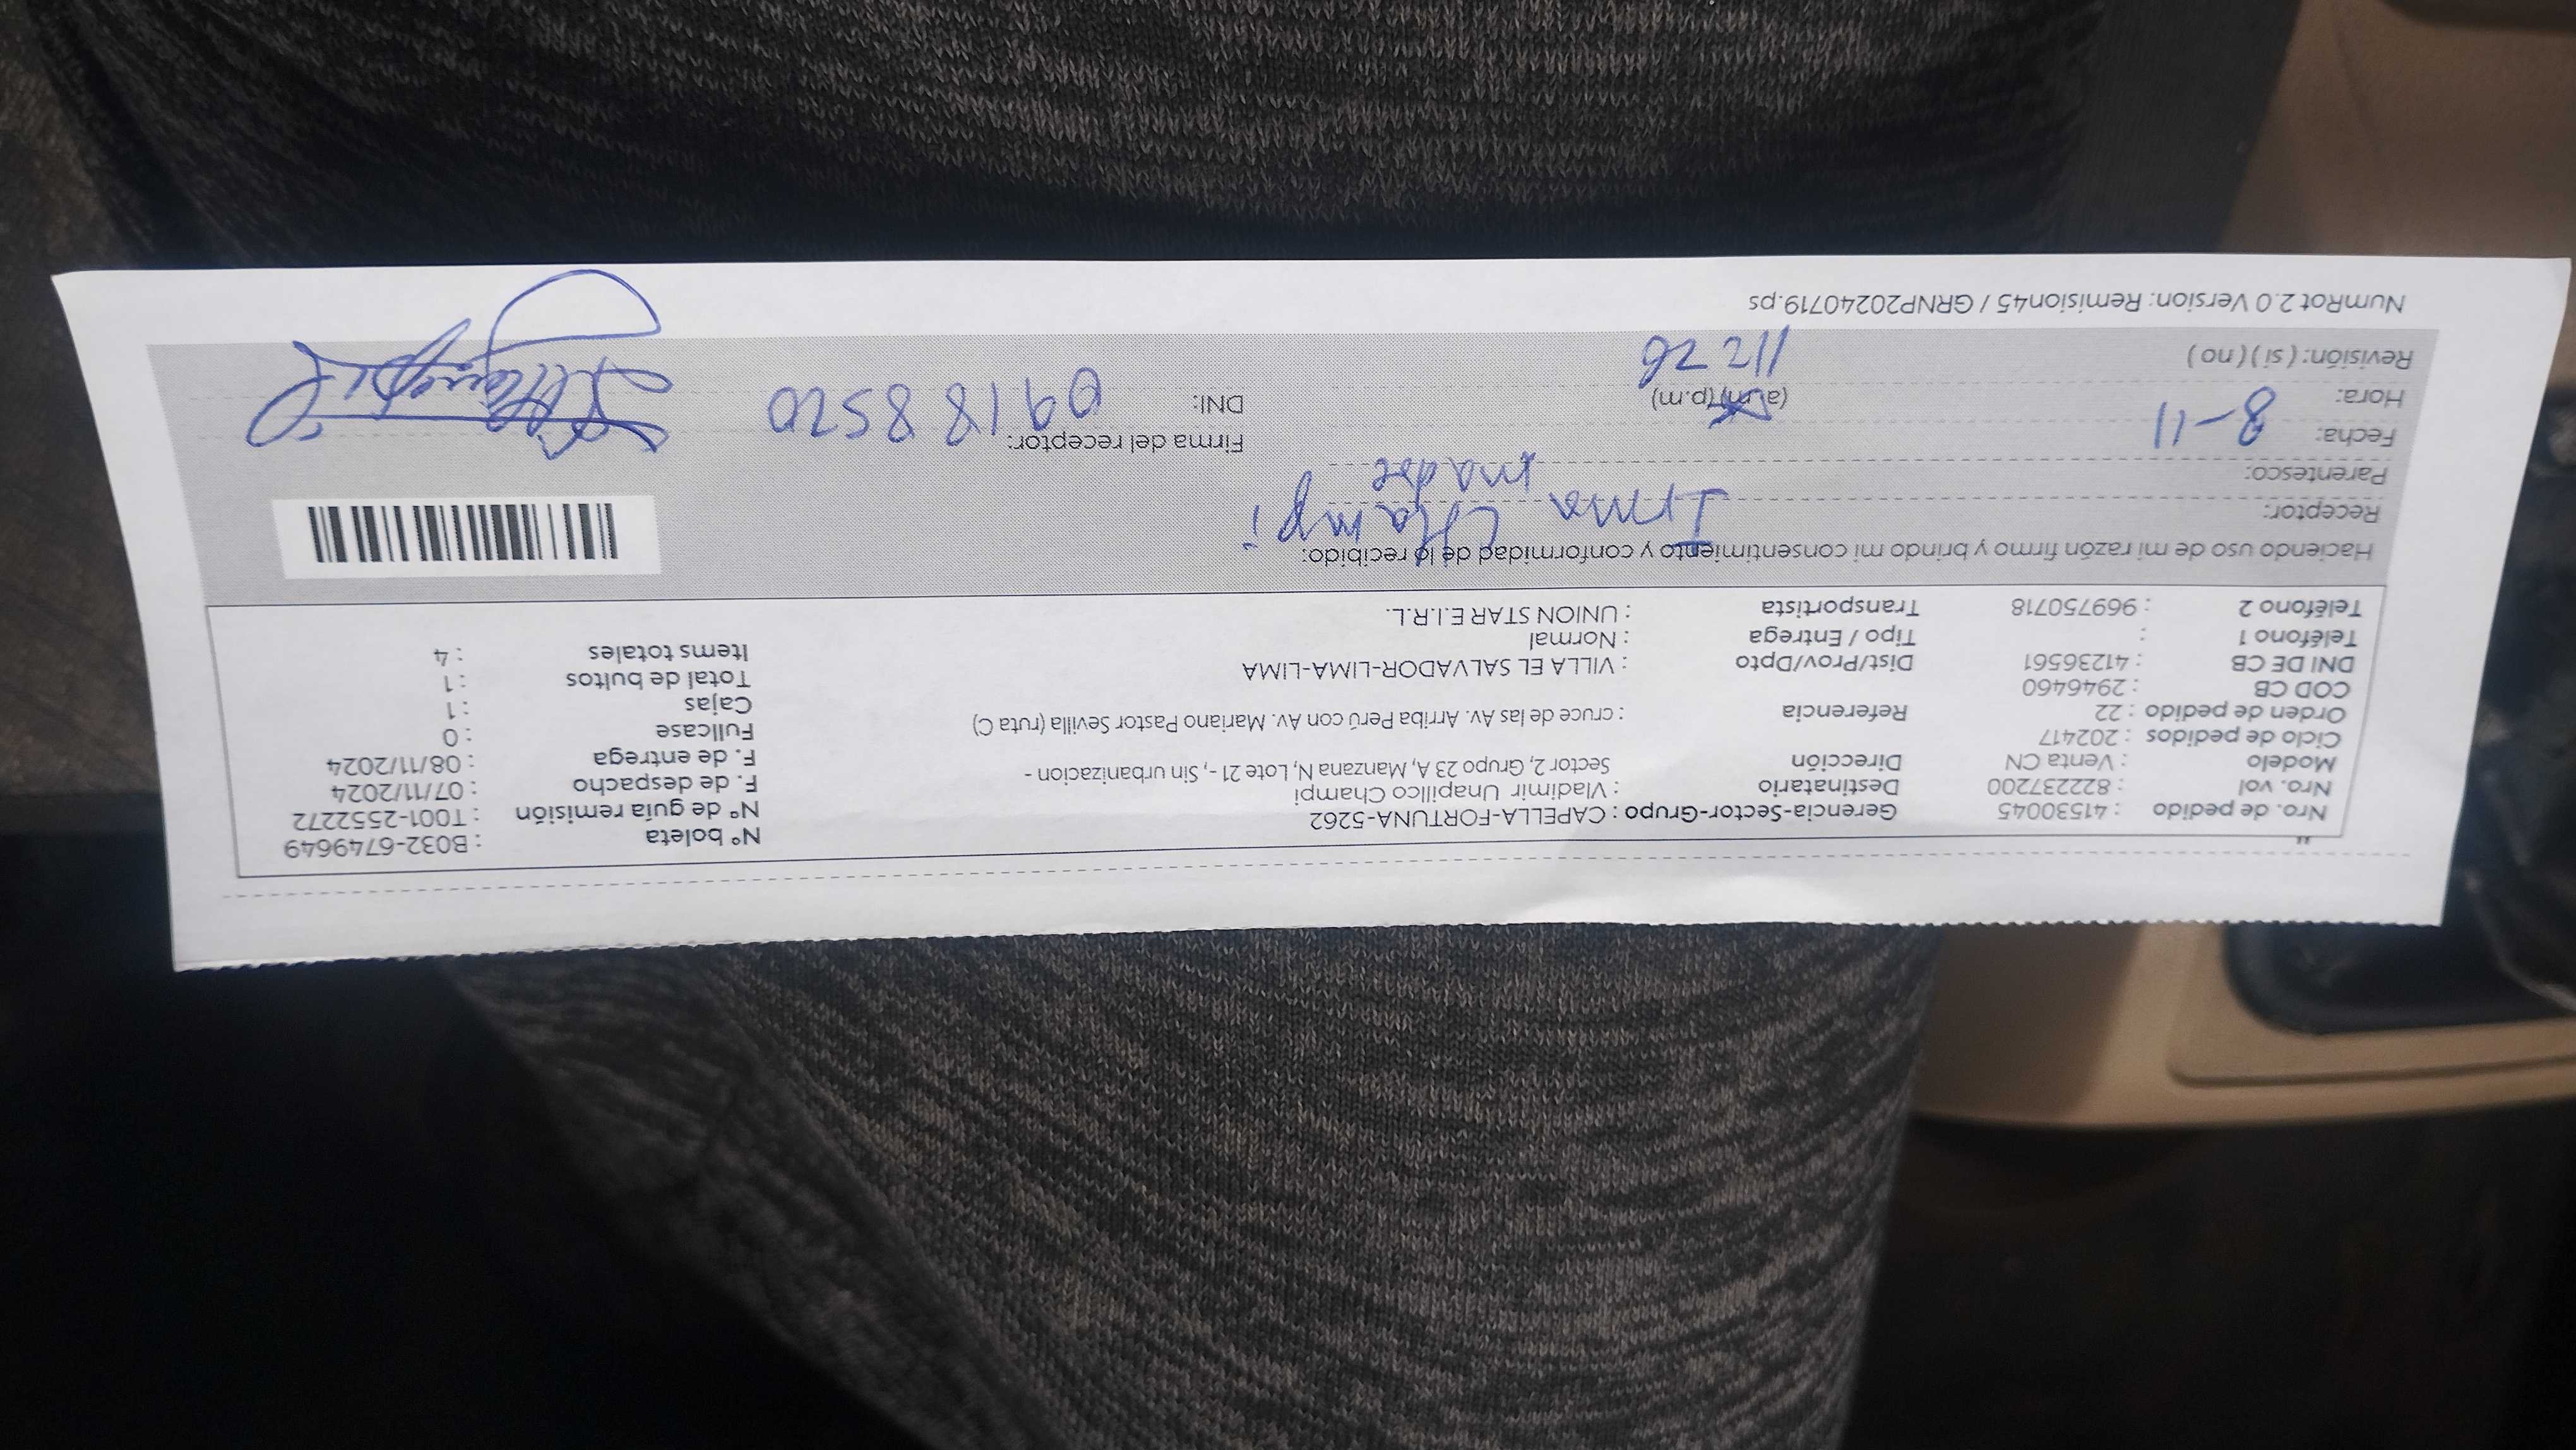 Nro. de pedido : 41530045 Gerencia-Sector-Grupo : CAPELLA-FORTUNA-5262 N° boleta : B032-6749649
Nro. vol : 822237200 Destinatario : Vladimir Unapillco Champi N° de guía remisión : T001-2552272
Modelo : Venta CN Dirección Sector 2, Grupo 23 A, Manzana N, Lote 21 -, Sin urbanizacion - F. de despacho : 07/11/2024
Ciclo de pedidos : 202417 F. de entrega : 08/11/2024
Orden de pedido : 22 Referencia : cruce de las Av. Arriba Perú con Av. Mariano Pastor Sevilla (ruta C) Fullcase : 0
COD CB : 2946460 Cajas : 1
DNI DE CB : 41236561 Dist/Prov/Dpto : VILLA EL SALVADOR-LIMA-LIMA Total de bultos : 1
Teléfono 1 : Tipo / Entrega : Normal Items totales : 4
Teléfono 2 : 969750718 Transportista : UNION STAR E.I.R.L.
Haciendo uso de mi razón firmo y brindo mi consentimiento y conformidad de lo recibido:
Receptor: Irma Champi
Parentesco: madre
Fecha: 8-11 Firma del receptor:
Hora: (a.m)(p.m) DNI: 09188520
Revisión: ( si ) ( no ) 11:26
NumRot 2.0 Version: Remision45 / GRNP20240719.ps